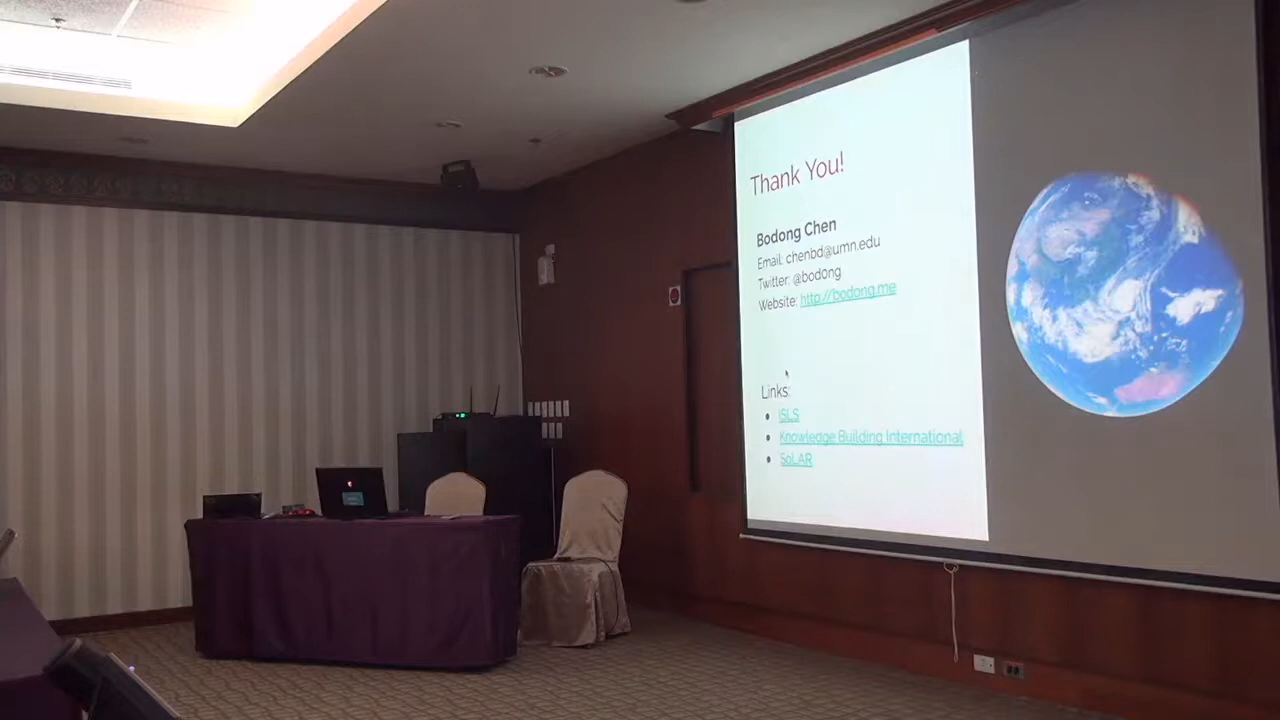 Thank You!
Bodong Chen
Email: chenbd@umn.edu
Twitter: @bodong
Website: http://bodong.me
Links:
ISLS
Knowledge Building International
SoLAR